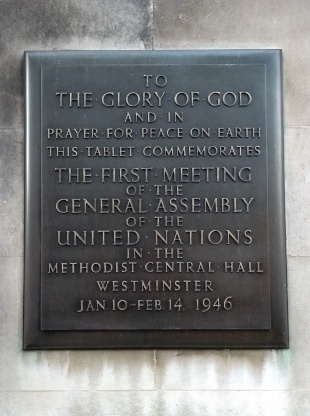 TO
THE·GLORY·OF·GOD
AND·IN
PRAYER·FOR·PEACE·ON·EARTH
THIS·TABLET·COMMEMORATES
THE·FIRST·MEETING
OF·THE
GENERAL·ASSEMBLY
OF·THE
UNITED·NATIONS
IN·THE
METHODIST·CENTRAL·HALL
WESTMINSTER
JAN.10–FEB.14, 1946